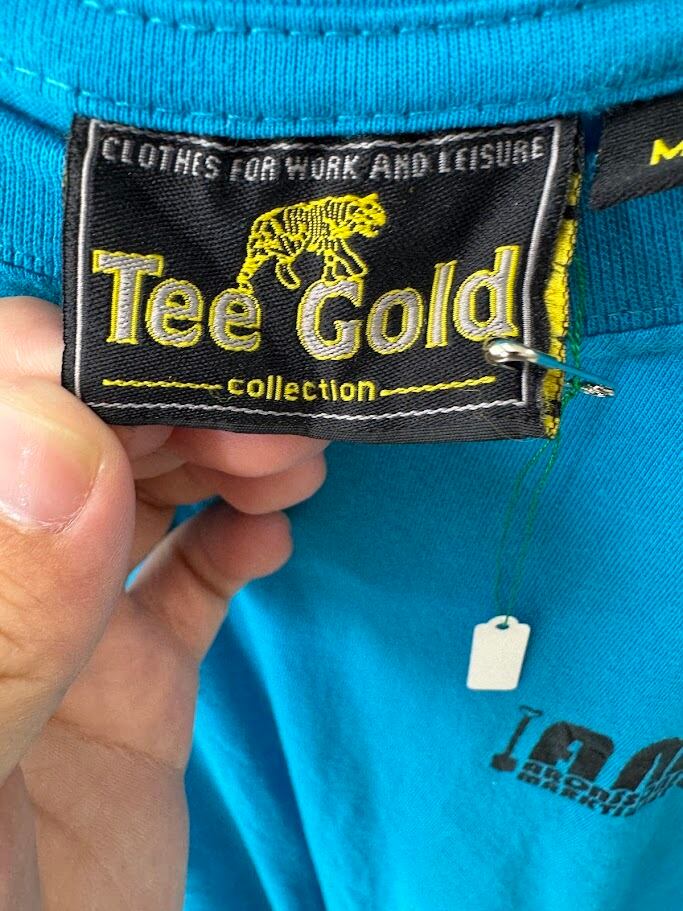 CLOTHES FOR WORK AND LEISURE
M
Tee Gold
collection